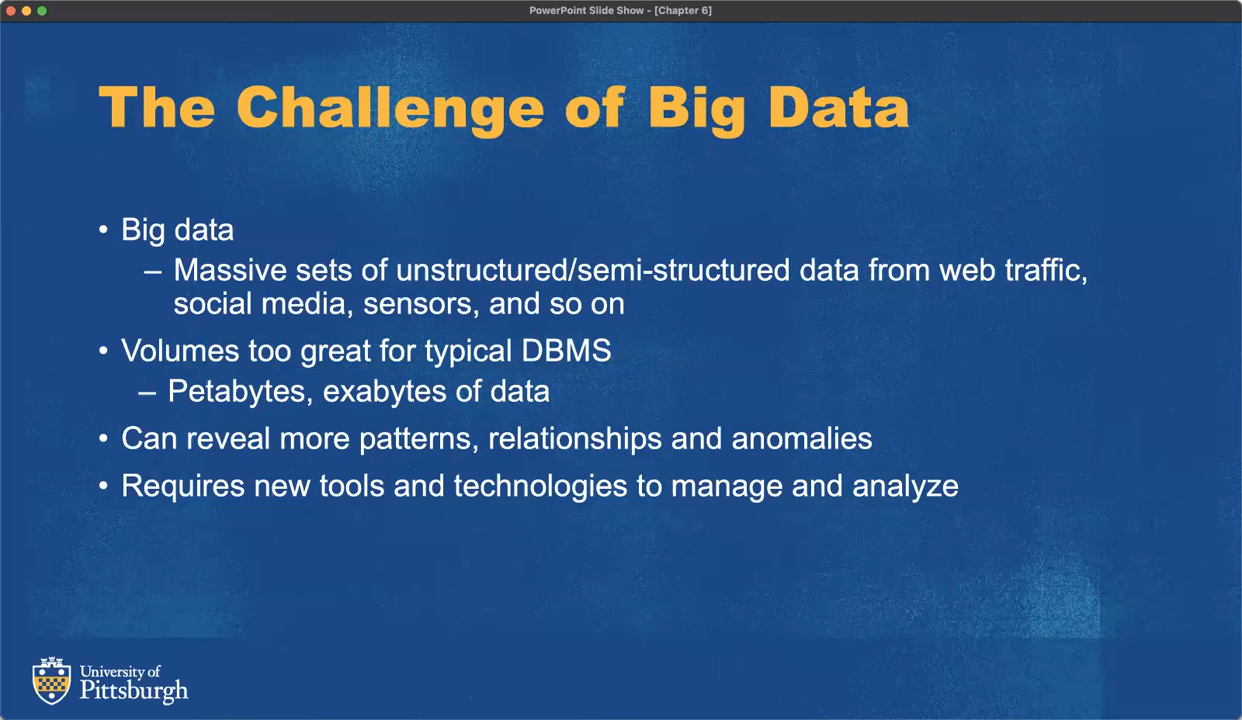 PowerPoint Slide Show - [Chapter 6]
The Challenge of Big Data
• Big data
– Massive sets of unstructured/semi-structured data from web traffic,
social media, sensors, and so on
• Volumes too great for typical DBMS
– Petabytes, exabytes of data
• Can reveal more patterns, relationships and anomalies
• Requires new tools and technologies to manage and analyze
University of
Pittsburgh